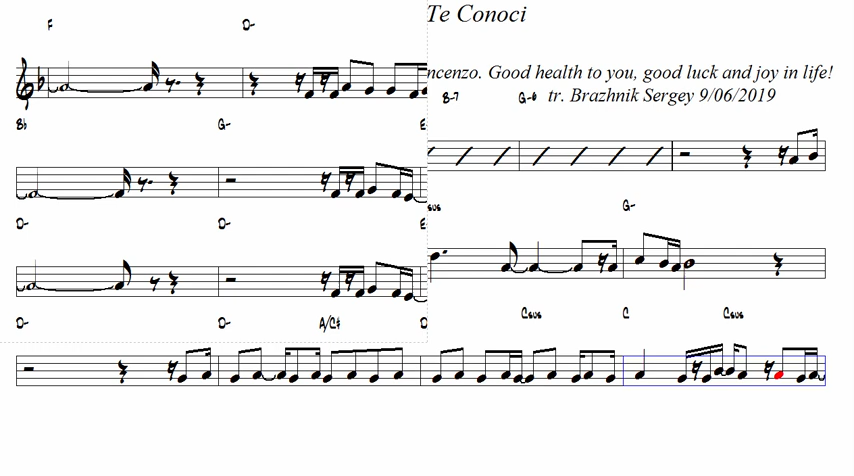 Te Conoci
F D-
ncenzo. Good health to you, good luck and joy in life!
B-7 G-6 tr. Brazhnik Sergey 9/06/2019
Bb G- E
sus G-
D- D- E
Csus C Csus
D- D- A/C# D